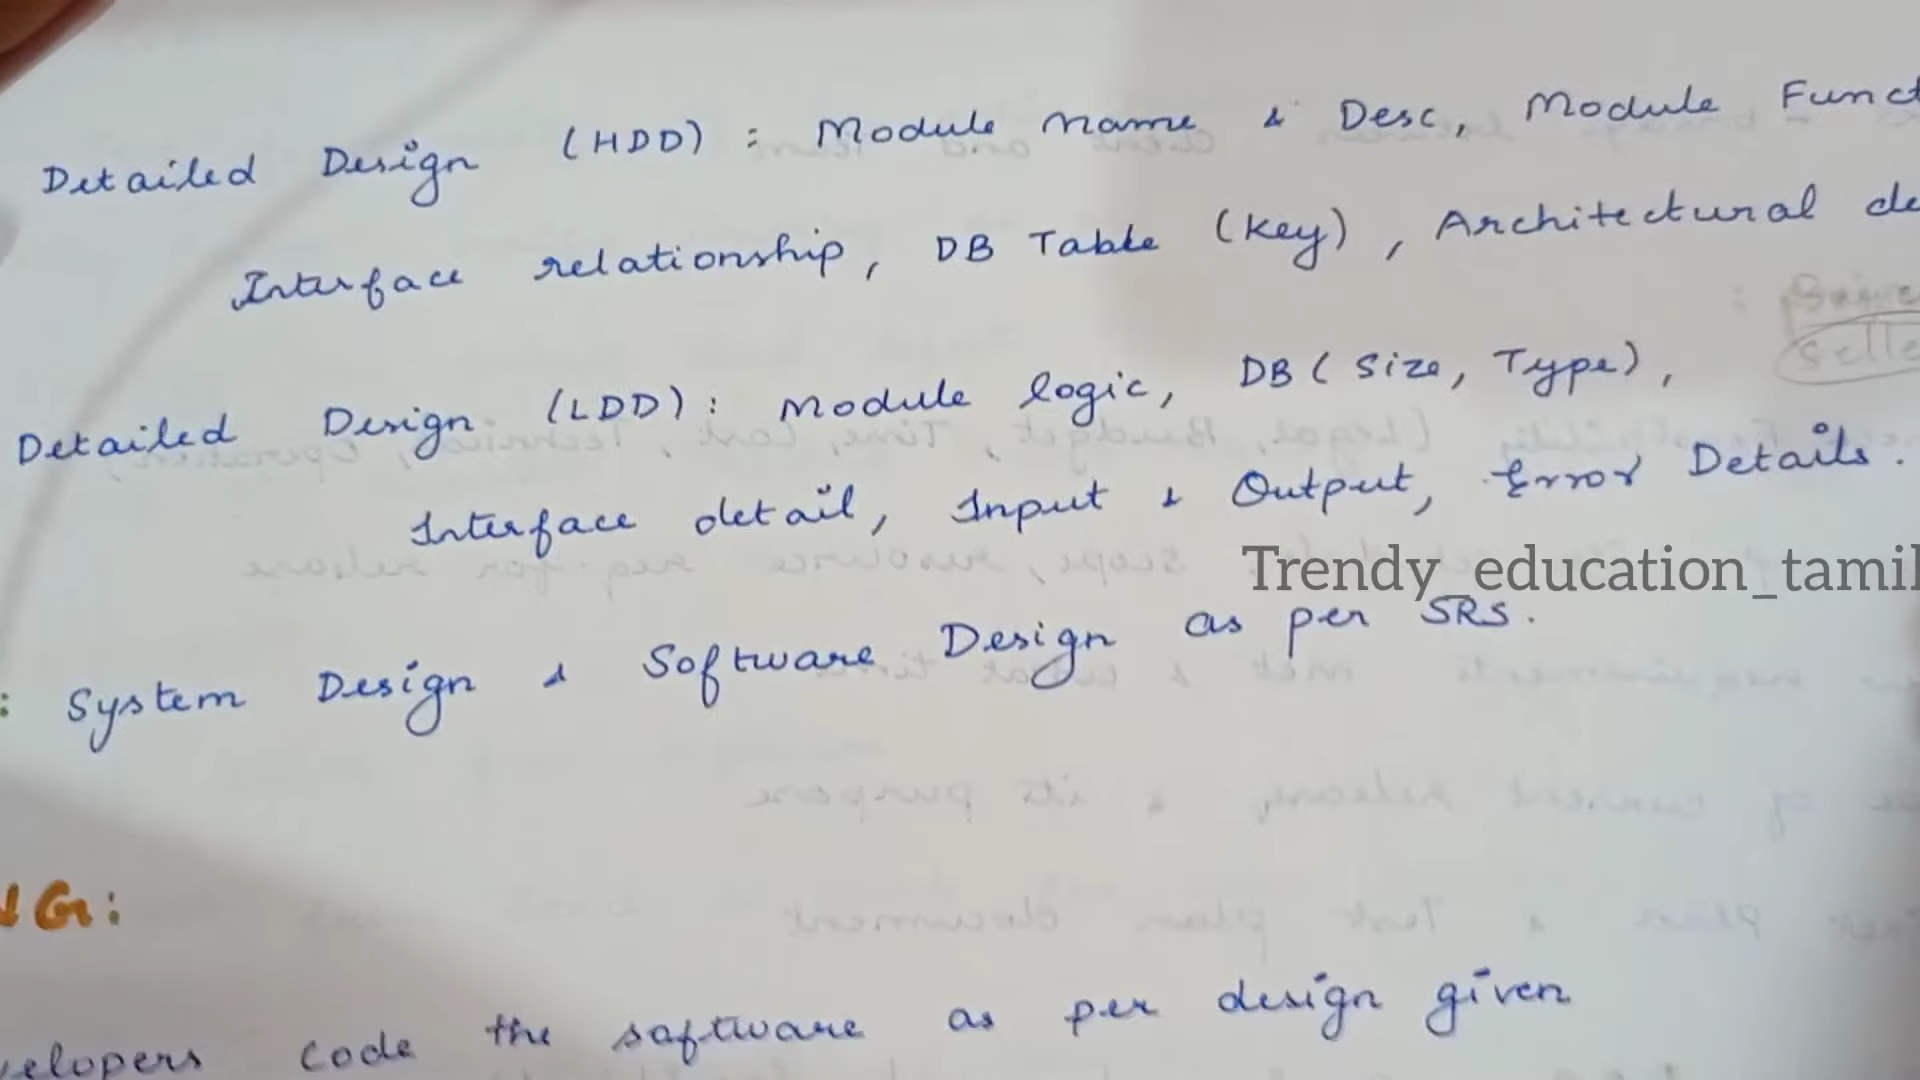 Detailed Design (HDD) : Module name & Desc, Module Funct
Interface relationship, DB Table (key), Architectural de
Detailed Design (LDD) : Module logic, DB (Size, Type),
Interface detail, Input & Output, Error Details.
Trendy_education_tamil
: System Design & Software Design as per SRS.
G:
velopers code the software as per design given